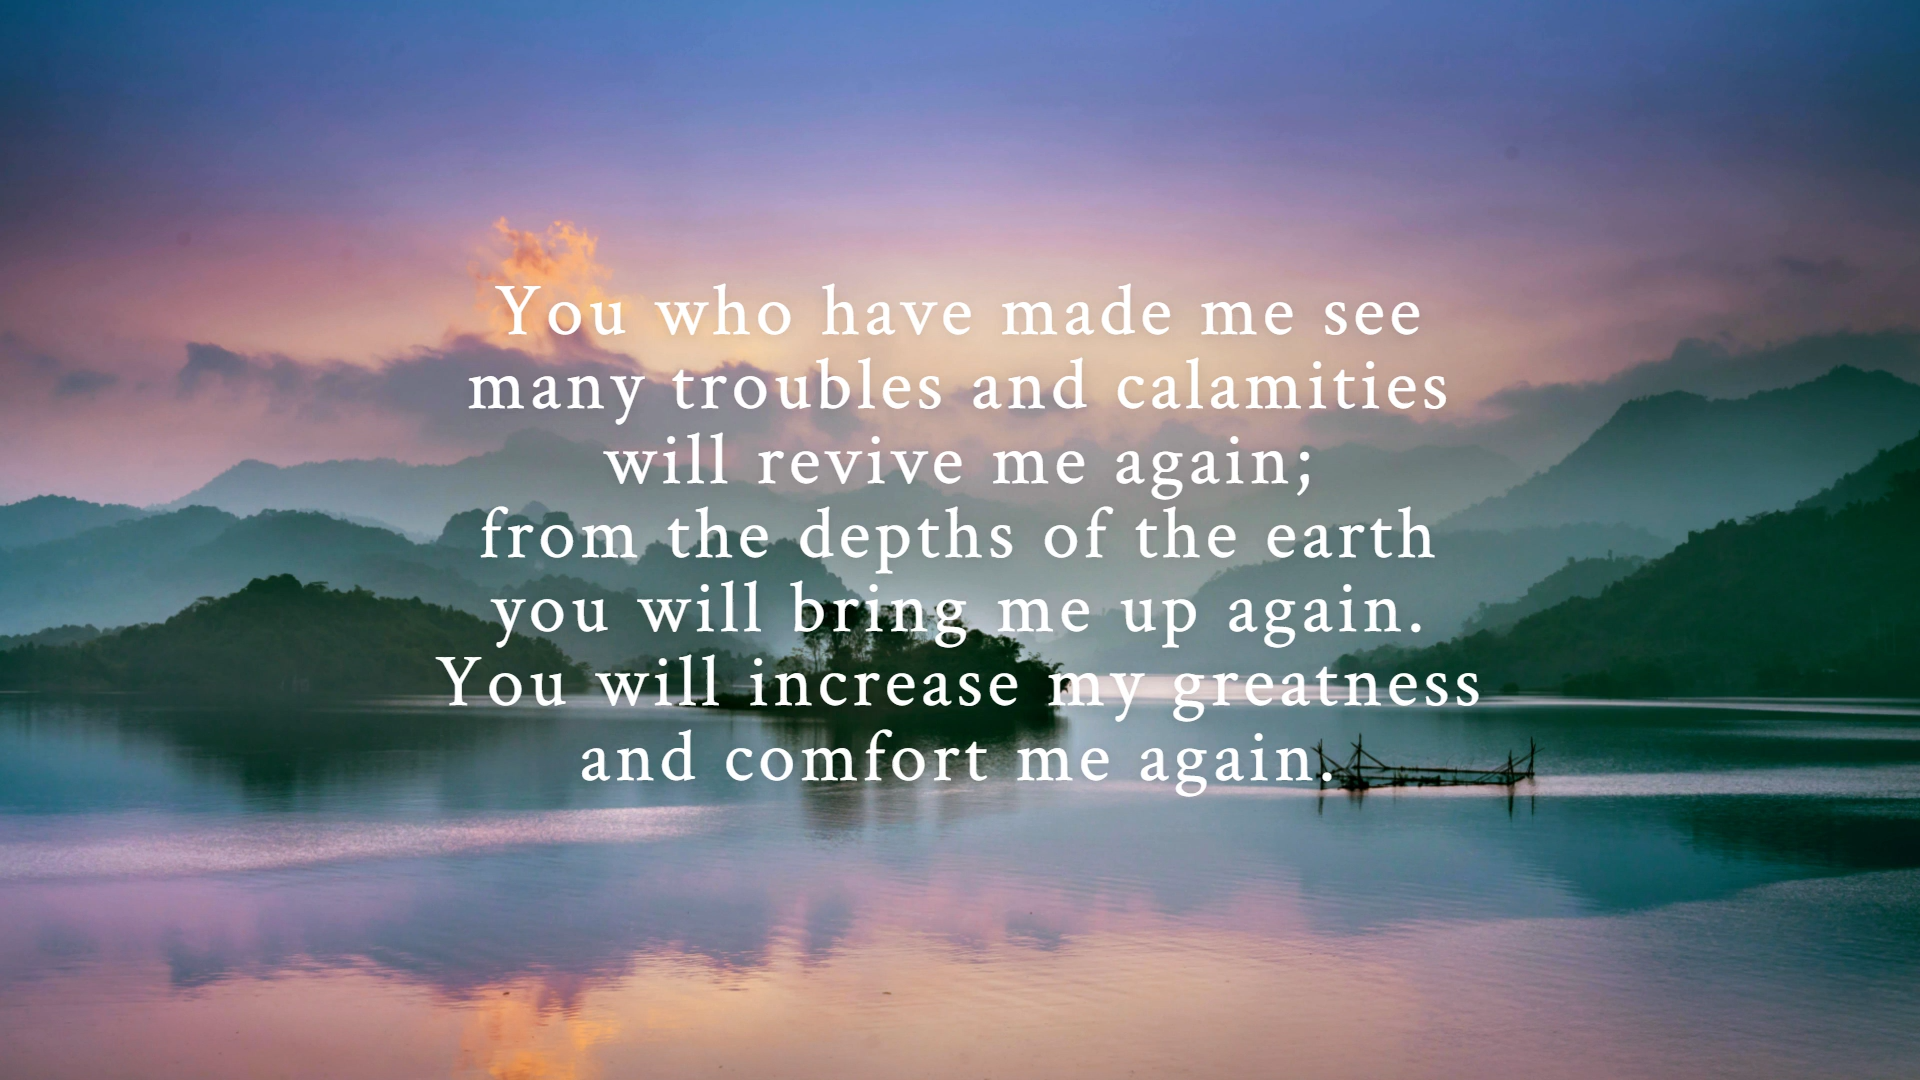 You who have made me see
many troubles and calamities
will revive me again;
from the depths of the earth
you will bring me up again.
You will increase my greatness
and comfort me again.